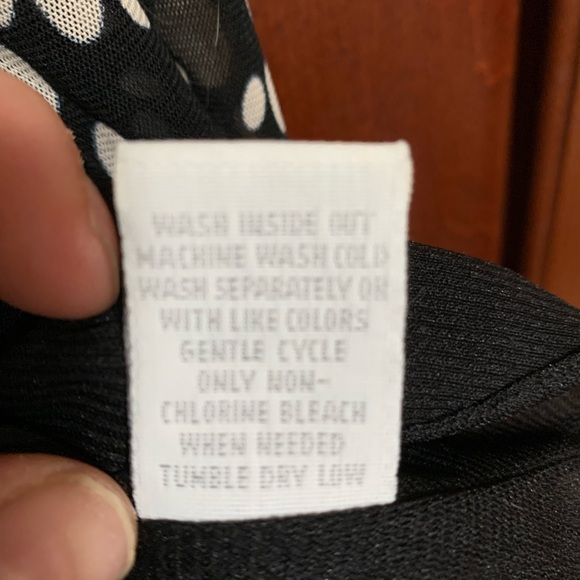 WASH INSIDE OUT
MACHINE WASH COLD
WASH SEPARATELY OR
WITH LIKE COLORS
GENTLE CYCLE
ONLY NON-
CHLORINE BLEACH
WHEN NEEDED
TUMBLE DRY LOW